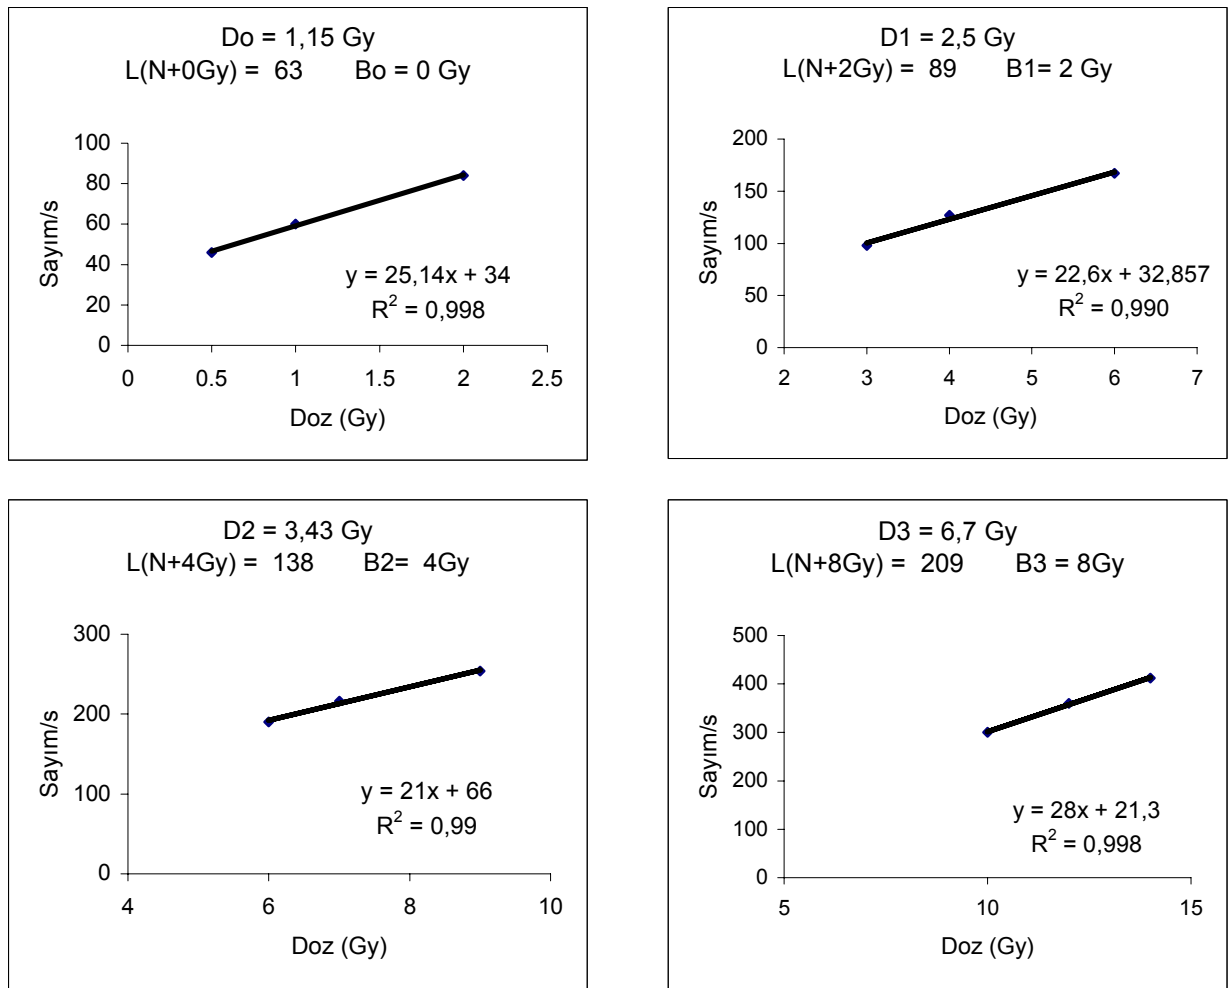 Do = 1,15 Gy
L(N+0Gy) = 63 Bo = 0 Gy
100
80
60
40
20
0
Sayım/s
y = 25,14x + 34
R² = 0,998
0 0.5 1 1.5 2 2.5
Doz (Gy)
D1 = 2,5 Gy
L(N+2Gy) = 89 B1= 2 Gy
200
150
100
50
0
Sayım/s
y = 22,6x + 32,857
R² = 0,990
2 3 4 5 6 7
Doz (Gy)
D2 = 3,43 Gy
L(N+4Gy) = 138 B2= 4Gy
300
200
100
0
Sayım/s
y = 21x + 66
R² = 0,99
4 6 8 10
Doz (Gy)
D3 = 6,7 Gy
L(N+8Gy) = 209 B3 = 8Gy
500
400
300
200
100
0
Sayım/s
y = 28x + 21,3
R² = 0,998
5 10 15
Doz (Gy)